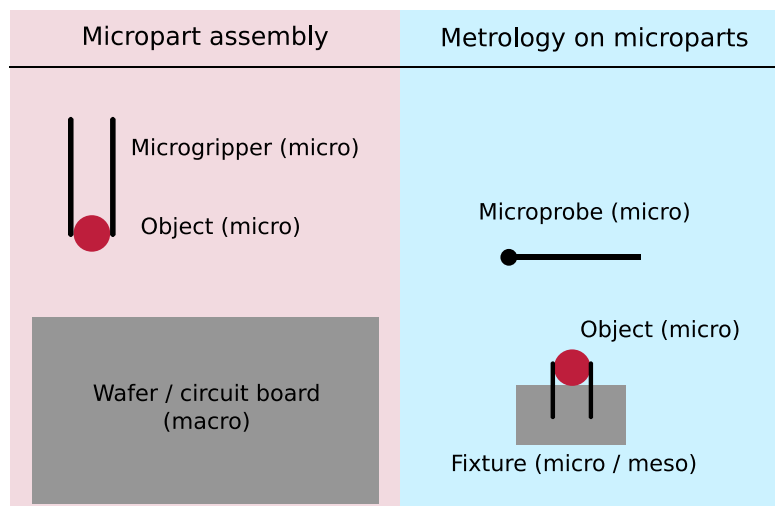 Micropart assembly
Metrology on microparts
Microgripper (micro)
Object (micro)
Wafer / circuit board
(macro)
Microprobe (micro)
Object (micro)
Fixture (micro / meso)